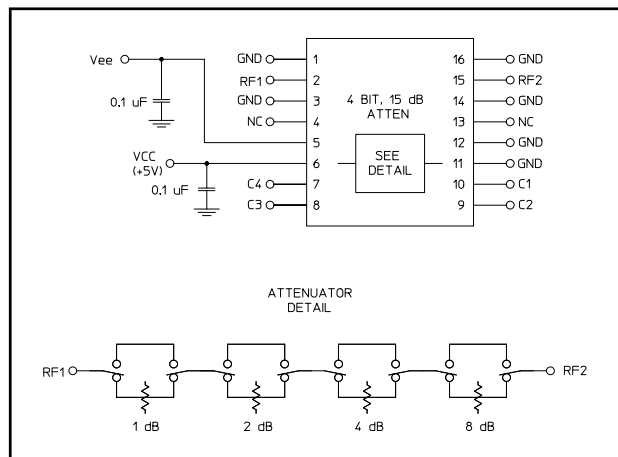 Vee
0.1 uF
VCC
(+5V)
0.1 uF
GND 1
RF1 2
GND 3
NC 4
5
6
C4 7
C3 8
4 BIT, 15 dB
ATTEN
SEE
DETAIL
16 GND
15 RF2
14 GND
13 NC
12 GND
11 GND
10 C1
9 C2
ATTENUATOR
DETAIL
RF1
RF2
1 dB
2 dB
4 dB
8 dB